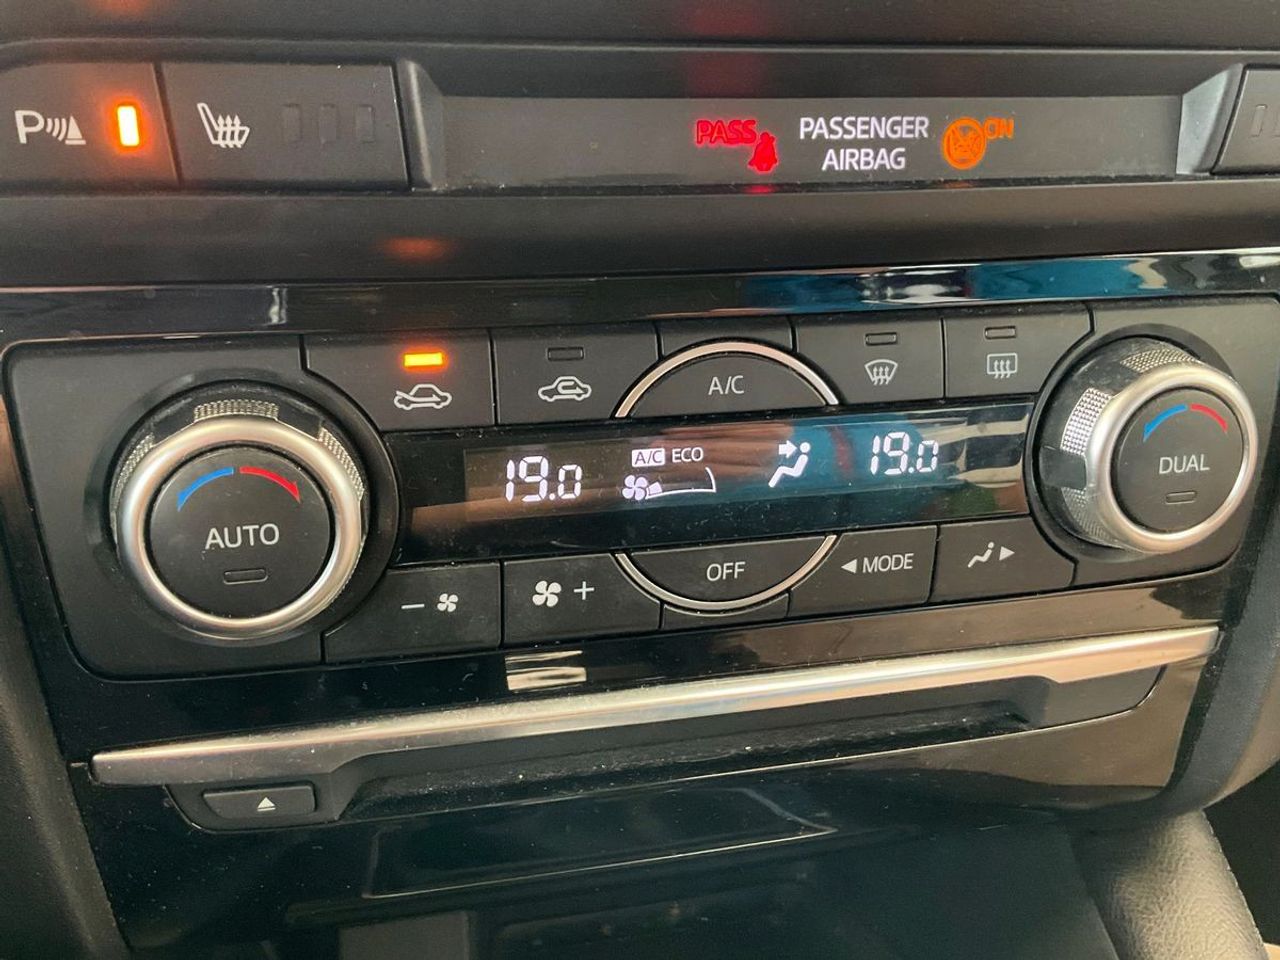 P
PASS
PASSENGER
AIRBAG
ON
A/C
19.0
A/C ECO
19.0
AUTO
DUAL
OFF
MODE